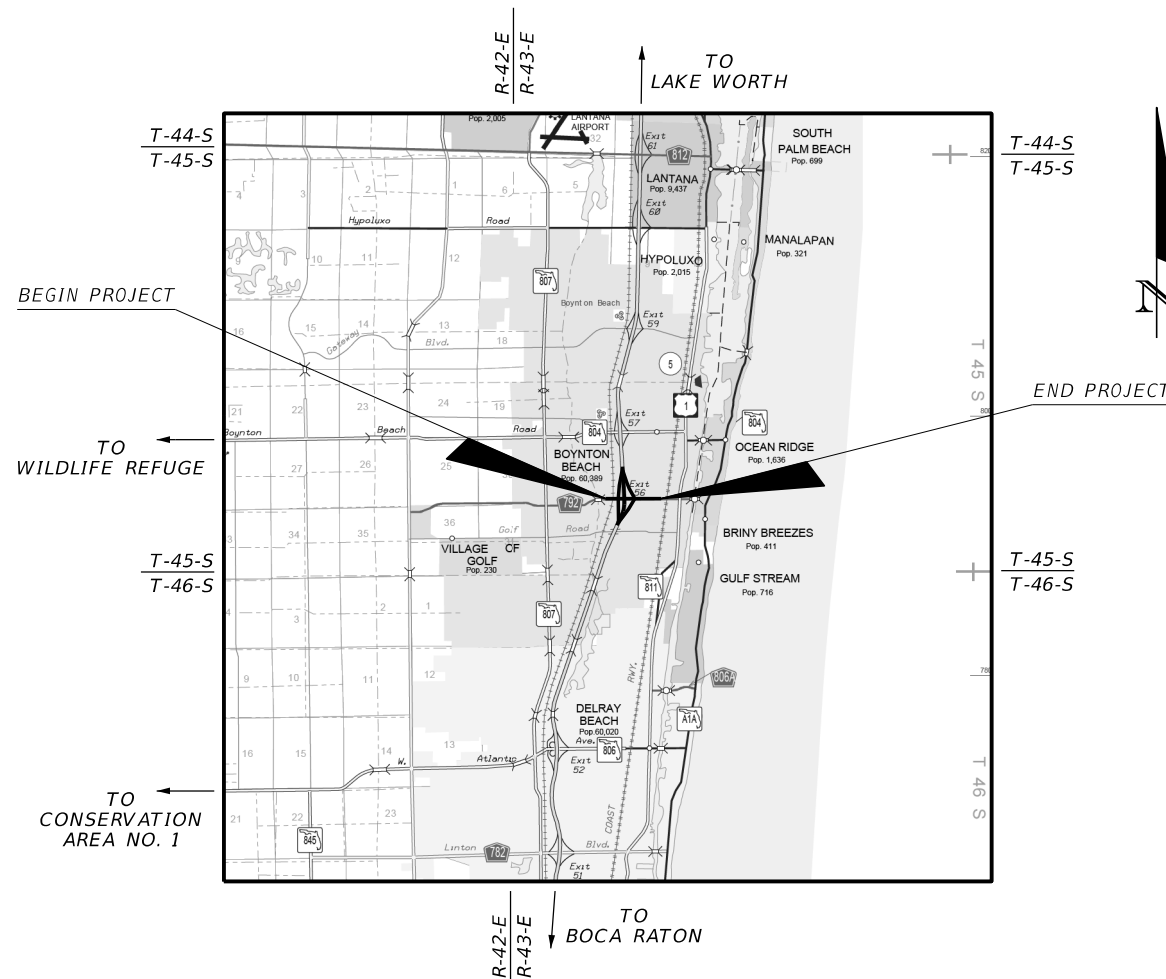 R-42-E
R-43-E
TO
LAKE WORTH
T-44-S
T-45-S
T-44-S
T-45-S
Pop. 2,005
LANTANA
AIRPORT
32
Exit
61
812
SOUTH
PALM BEACH
Pop. 699
820
LANTANA
Pop. 9,437
4
3
1
6
5
Exit
60
Hypoluxo Road
MANALAPAN
Pop. 321
HYPOLUXO
Pop. 2,015
9
10
11
12
807
N
BEGIN PROJECT
Boynton Beach
Exit
59
16
15
14
13
18
Gateway Blvd.
5
T 45 S
END PROJECT
1
21
22
23
24
19
Exit
57
800
804
804
Boynton Beach Road
TO
WILDLIFE REFUGE
OCEAN RIDGE
Pop. 1,636
BOYNTON
BEACH
Pop. 60,389
27
26
25
Exit
56
792
34
35
36
Golf Road
BRINY BREEZES
Pop. 411
VILLAGE OF
GOLF
Pop. 230
T-45-S
T-46-S
T-45-S
T-46-S
GULF STREAM
Pop. 716
811
807
3
2
1
RWY.
780
9
10
11
12
806A
DELRAY
BEACH
Pop.60,020
A1A
16
15
14
13
W. Atlantic Ave.
806
Exit
52
T 46 S
TO
CONSERVATION
AREA NO. 1
21
22
23
COAST
845
Linton Blvd.
782
Exit
51
R-42-E
R-43-E
TO
BOCA RATON